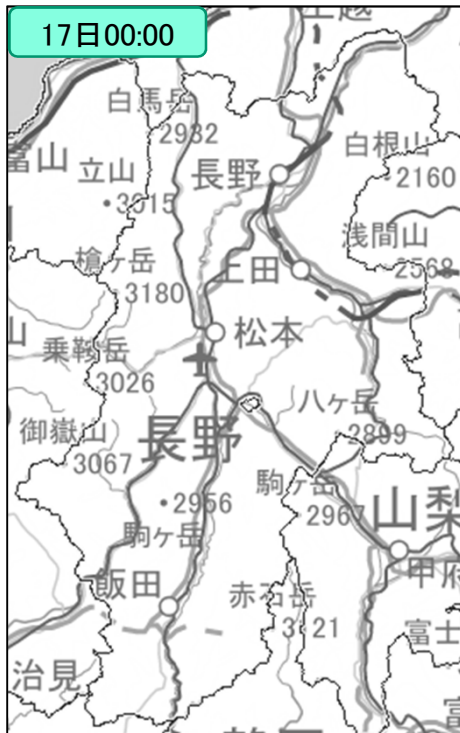 17日00:00
上越
白馬岳
2932
富山
立山
3015
長野
白根山
2160
浅間山
2568
槍ヶ岳
3180
上田
松本
乗鞍岳
3026
八ヶ岳
2899
御嶽山
3067
長野
駒ヶ岳
2967
2956
駒ヶ岳
山梨
甲府
飯田
赤石岳
3121
富士
治見
富